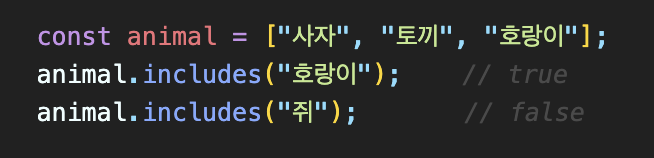 const animal = ["사자", "토끼", "호랑이"];
animal.includes("호랑이");    // true
animal.includes("쥐");       // false